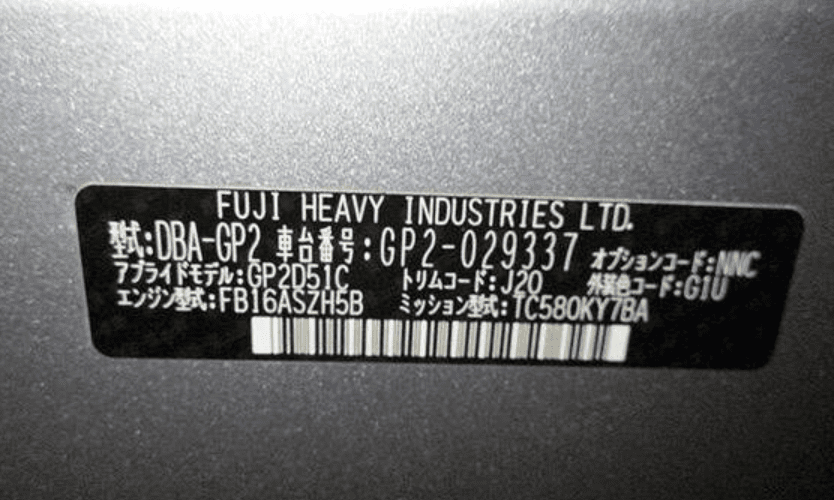 FUJI HEAVY INDUSTRIES LTD.
型式:DBA-GP2 車台番号:GP2-029337 オプションコード:NNC
アプライドモデル:GP2D51C トリムコード:J20 外装色コード:G1U
エンジン型式:FB16ASZH5B ミッション型式:TC580KY7BA